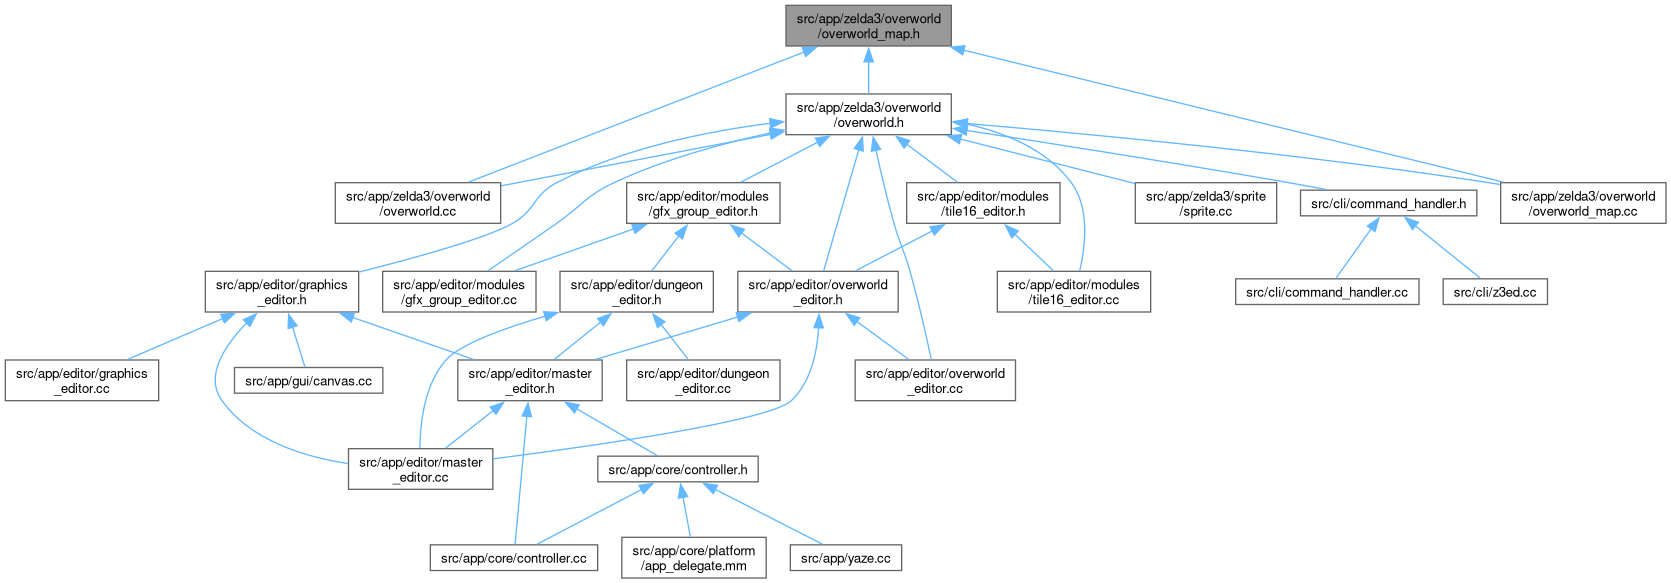 src/app/zelda3/overworld
/overworld_map.h
src/app/zelda3/overworld
/overworld.h
src/app/zelda3/overworld
/overworld.cc
src/app/editor/modules
/gfx_group_editor.h
src/app/editor/modules
/tile16_editor.h
src/app/zelda3/sprite
/sprite.cc
src/cli/command_handler.h
src/app/zelda3/overworld
/overworld_map.cc
src/app/editor/graphics
_editor.h
src/app/editor/modules
/gfx_group_editor.cc
src/app/editor/dungeon
_editor.h
src/app/editor/overworld
_editor.h
src/app/editor/modules
/tile16_editor.cc
src/cli/command_handler.cc
src/cli/z3ed.cc
src/app/editor/graphics
_editor.cc
src/app/gui/canvas.cc
src/app/editor/master
_editor.h
src/app/editor/dungeon
_editor.cc
src/app/editor/overworld
_editor.cc
src/app/editor/master
_editor.cc
src/app/core/controller.h
src/app/core/controller.cc
src/app/core/platform
/app_delegate.mm
src/app/yaze.cc